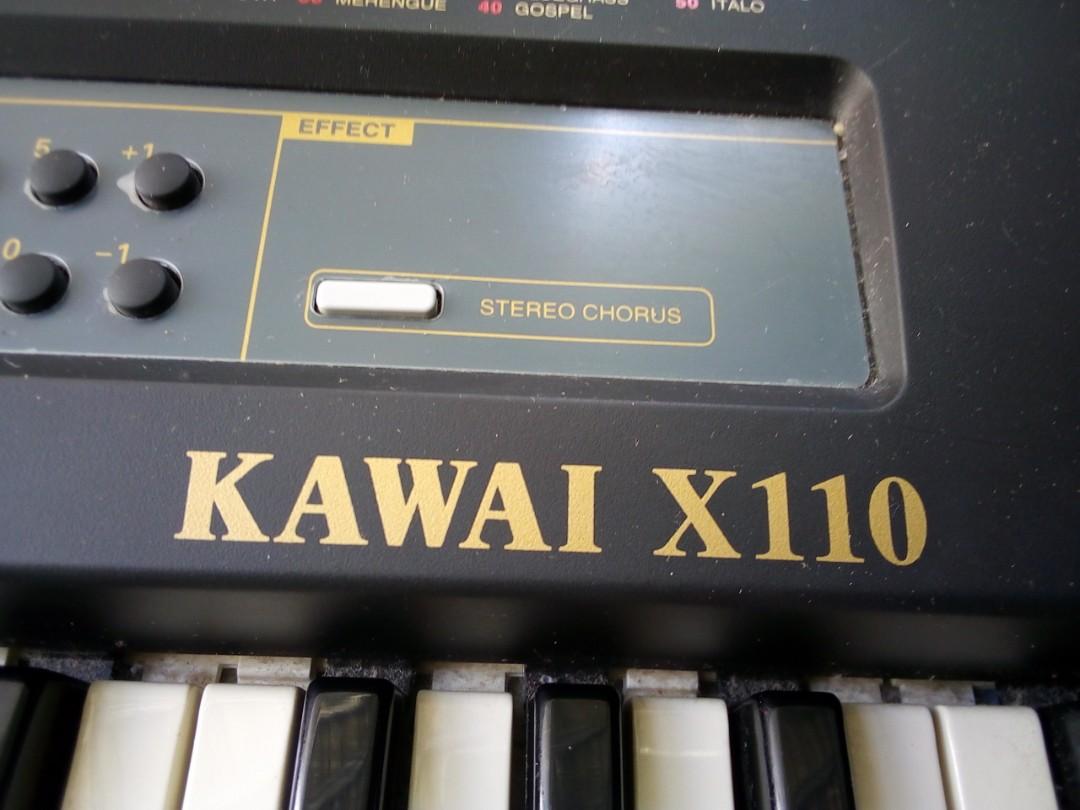 MERENGUE
40 GOSPEL
50 ITALO
EFFECT
5 +1
0 -1
STEREO CHORUS
KAWAI X110